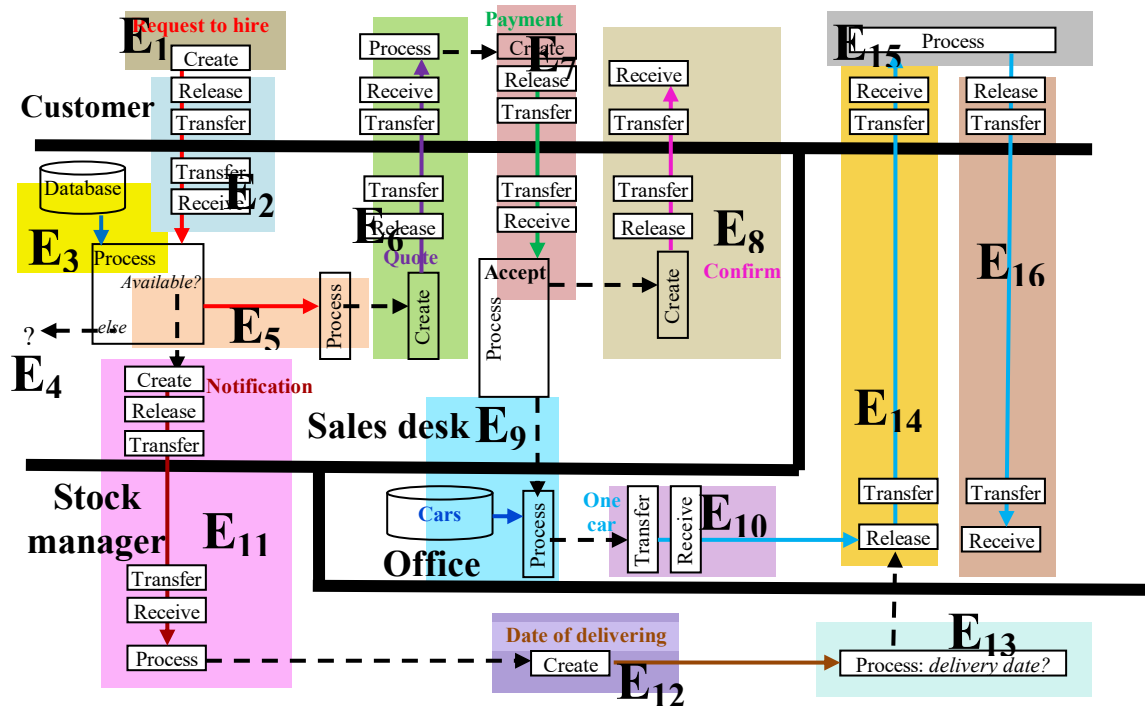 Request to hire
E1
Create
Release
Transfer
Customer
Transfer
E2
Receive
Database
E3
Process
Available?
else
?
E4
E5
Process
Process
Receive
Transfer
Transfer
Release
E6
Quote
Create
Payment
Create
E7
Release
Transfer
Transfer
Receive
Accept
Process
Receive
Transfer
Transfer
Release
E8
Confirm
Create
Process
E15
Receive
Transfer
Release
Transfer
E16
E14
Transfer
Release
Transfer
Receive
Create
Notification
Release
Transfer
Sales desk
E9
Stock
manager
E11
Transfer
Receive
Process
Cars
Office
Process
One
car
Transfer
Receive
E10
Date of delivering
Create
E12
E13
Process: delivery date?